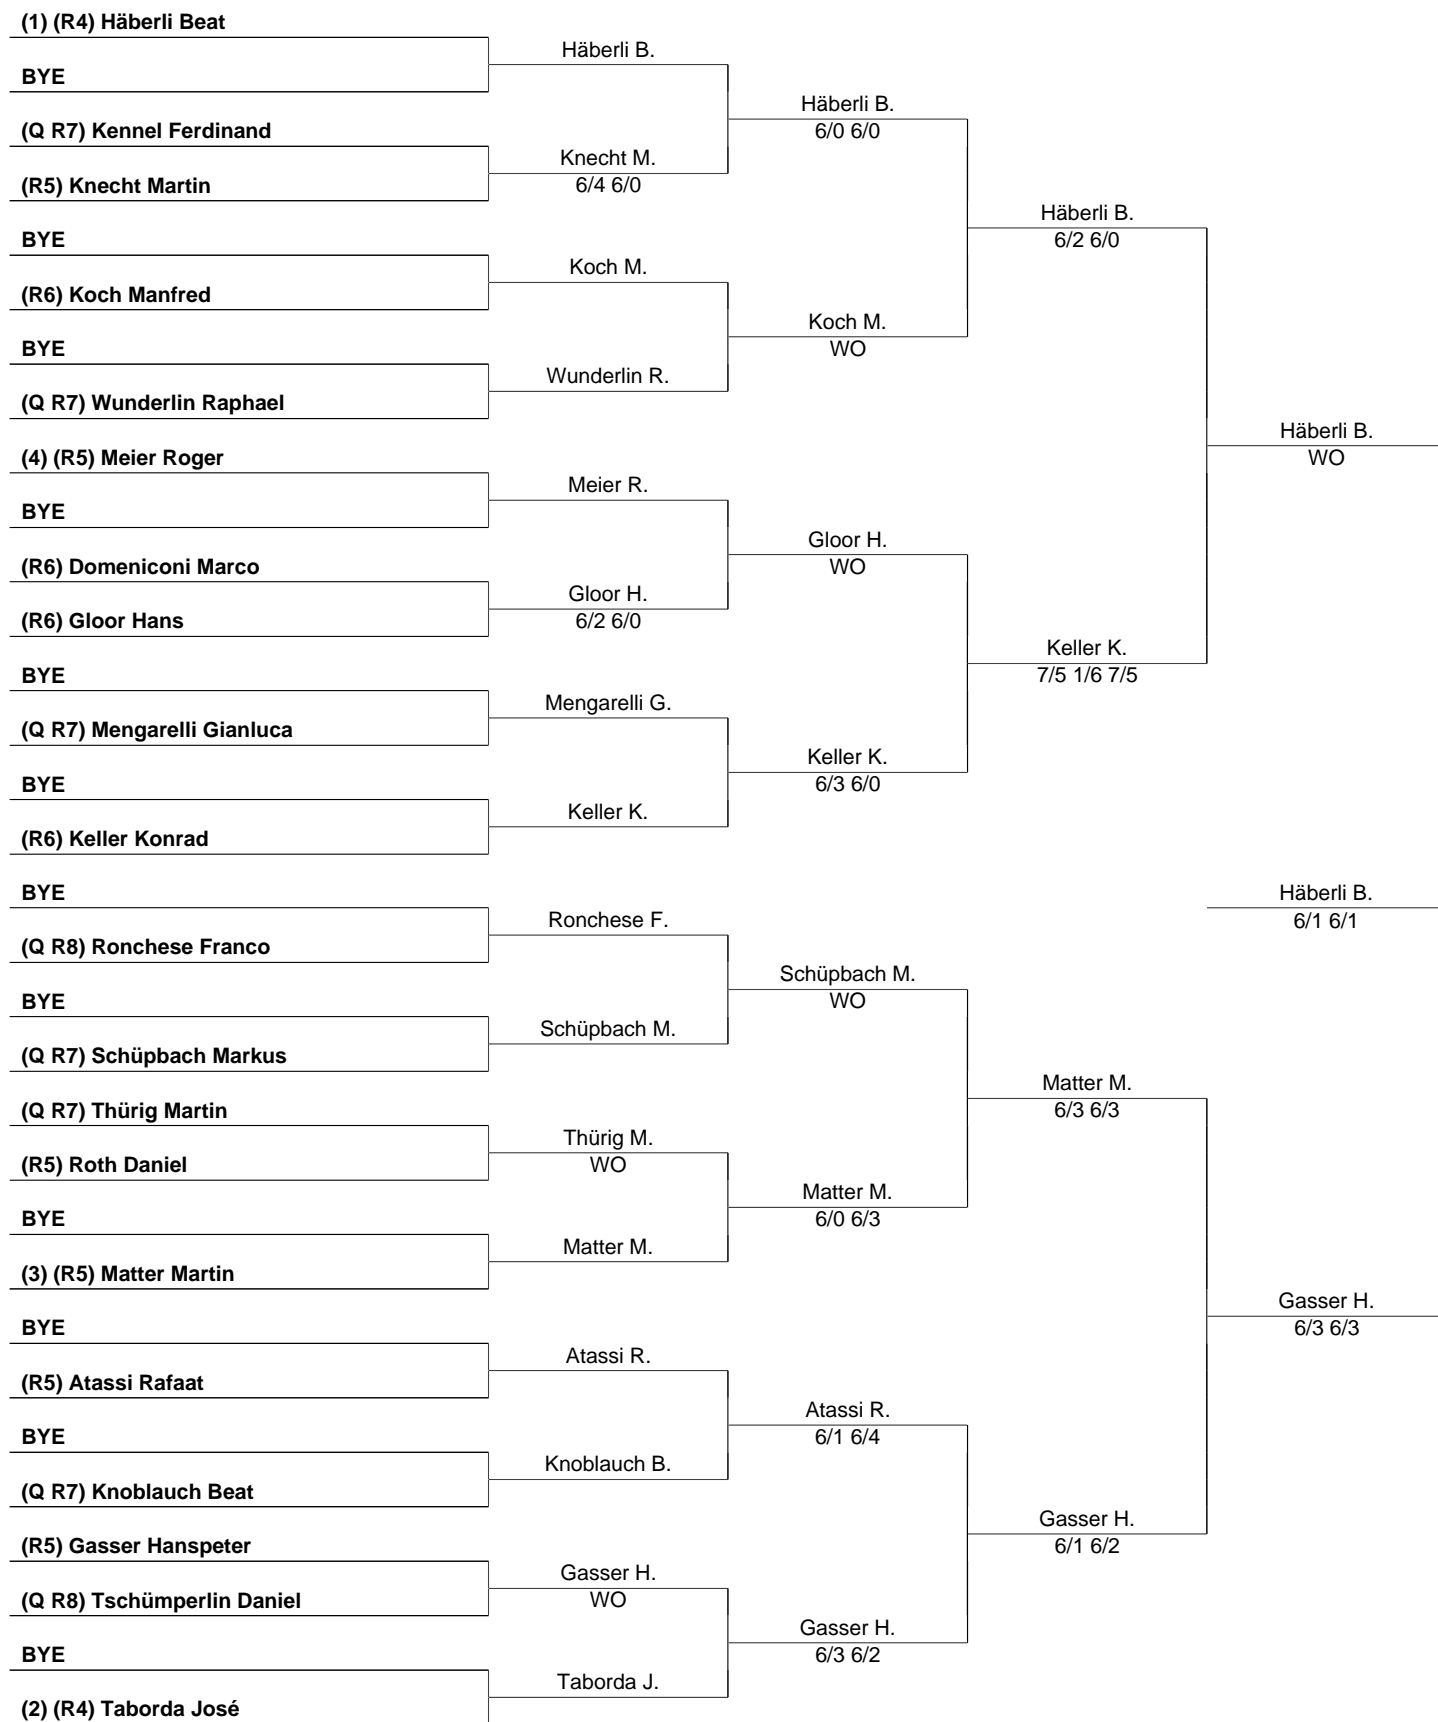 (1) (R4) Häberli Beat
Häberli B.
BYE
Häberli B.
(Q R7) Kennel Ferdinand
6/0 6/0
Knecht M.
(R5) Knecht Martin
6/4 6/0
Häberli B.
BYE
6/2 6/0
Koch M.
(R6) Koch Manfred
Koch M.
BYE
WO
Wunderlin R.
(Q R7) Wunderlin Raphael
Häberli B.
(4) (R5) Meier Roger
WO
Meier R.
BYE
Gloor H.
(R6) Domeniconi Marco
WO
Gloor H.
(R6) Gloor Hans
6/2 6/0
Keller K.
BYE
7/5 1/6 7/5
Mengarelli G.
(Q R7) Mengarelli Gianluca
Keller K.
BYE
6/3 6/0
Keller K.
(R6) Keller Konrad
BYE
Häberli B.
Ronchese F.
6/1 6/1
(Q R8) Ronchese Franco
Schüpbach M.
BYE
WO
Schüpbach M.
(Q R7) Schüpbach Markus
Matter M.
(Q R7) Thürig Martin
6/3 6/3
Thürig M.
(R5) Roth Daniel
WO
Matter M.
BYE
6/0 6/3
Matter M.
(3) (R5) Matter Martin
Gasser H.
BYE
6/3 6/3
Atassi R.
(R5) Atassi Rafaat
Atassi R.
BYE
6/1 6/4
Knoblauch B.
(Q R7) Knoblauch Beat
Gasser H.
(R5) Gasser Hanspeter
6/1 6/2
Gasser H.
(Q R8) Tschümperlin Daniel
WO
Gasser H.
BYE
6/3 6/2
Taborda J.
(2) (R4) Taborda José